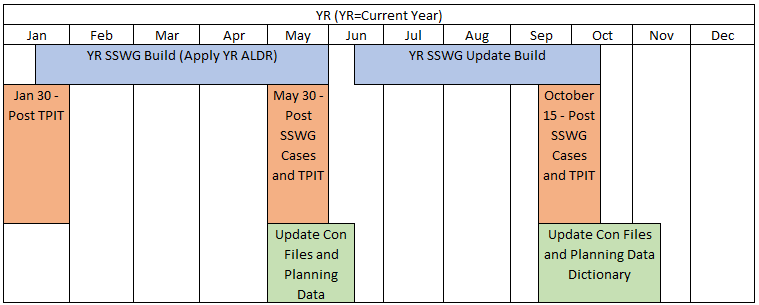 YR (YR=Current Year)
Jan Feb Mar Apr May Jun Jul Aug Sep Oct Nov Dec
YR SSWG Build (Apply YR ALDR) YR SSWG Update Build
Jan 30 -
Post TPIT
May 30 -
Post
SSWG
Cases
and TPIT
October
15 - Post
SSWG
Cases
and TPIT
Update Con
Files and
Planning
Data
Update Con Files
and Planning Data
Dictionary